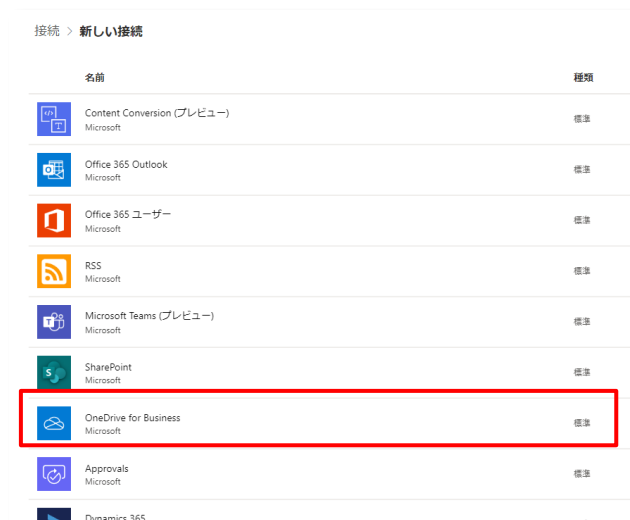 接続 > 新しい接続
名前 種類
Content Conversion (プレビュー)
Microsoft
標準
Office 365 Outlook
Microsoft
標準
Office 365 ユーザー
Microsoft
標準
RSS
Microsoft
標準
Microsoft Teams (プレビュー)
Microsoft
標準
SharePoint
Microsoft
標準
OneDrive for Business
Microsoft
標準
Approvals
Microsoft
標準
Dynamics 365